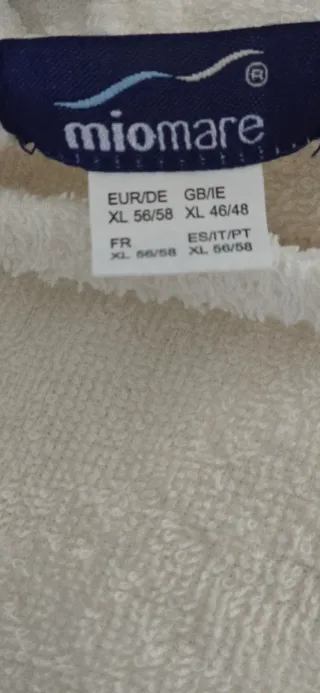 ®
miomare
EUR/DE GB/IE
XL 56/58 XL 46/48
FR ES/IT/PT
XL 56/58 XL 56/58